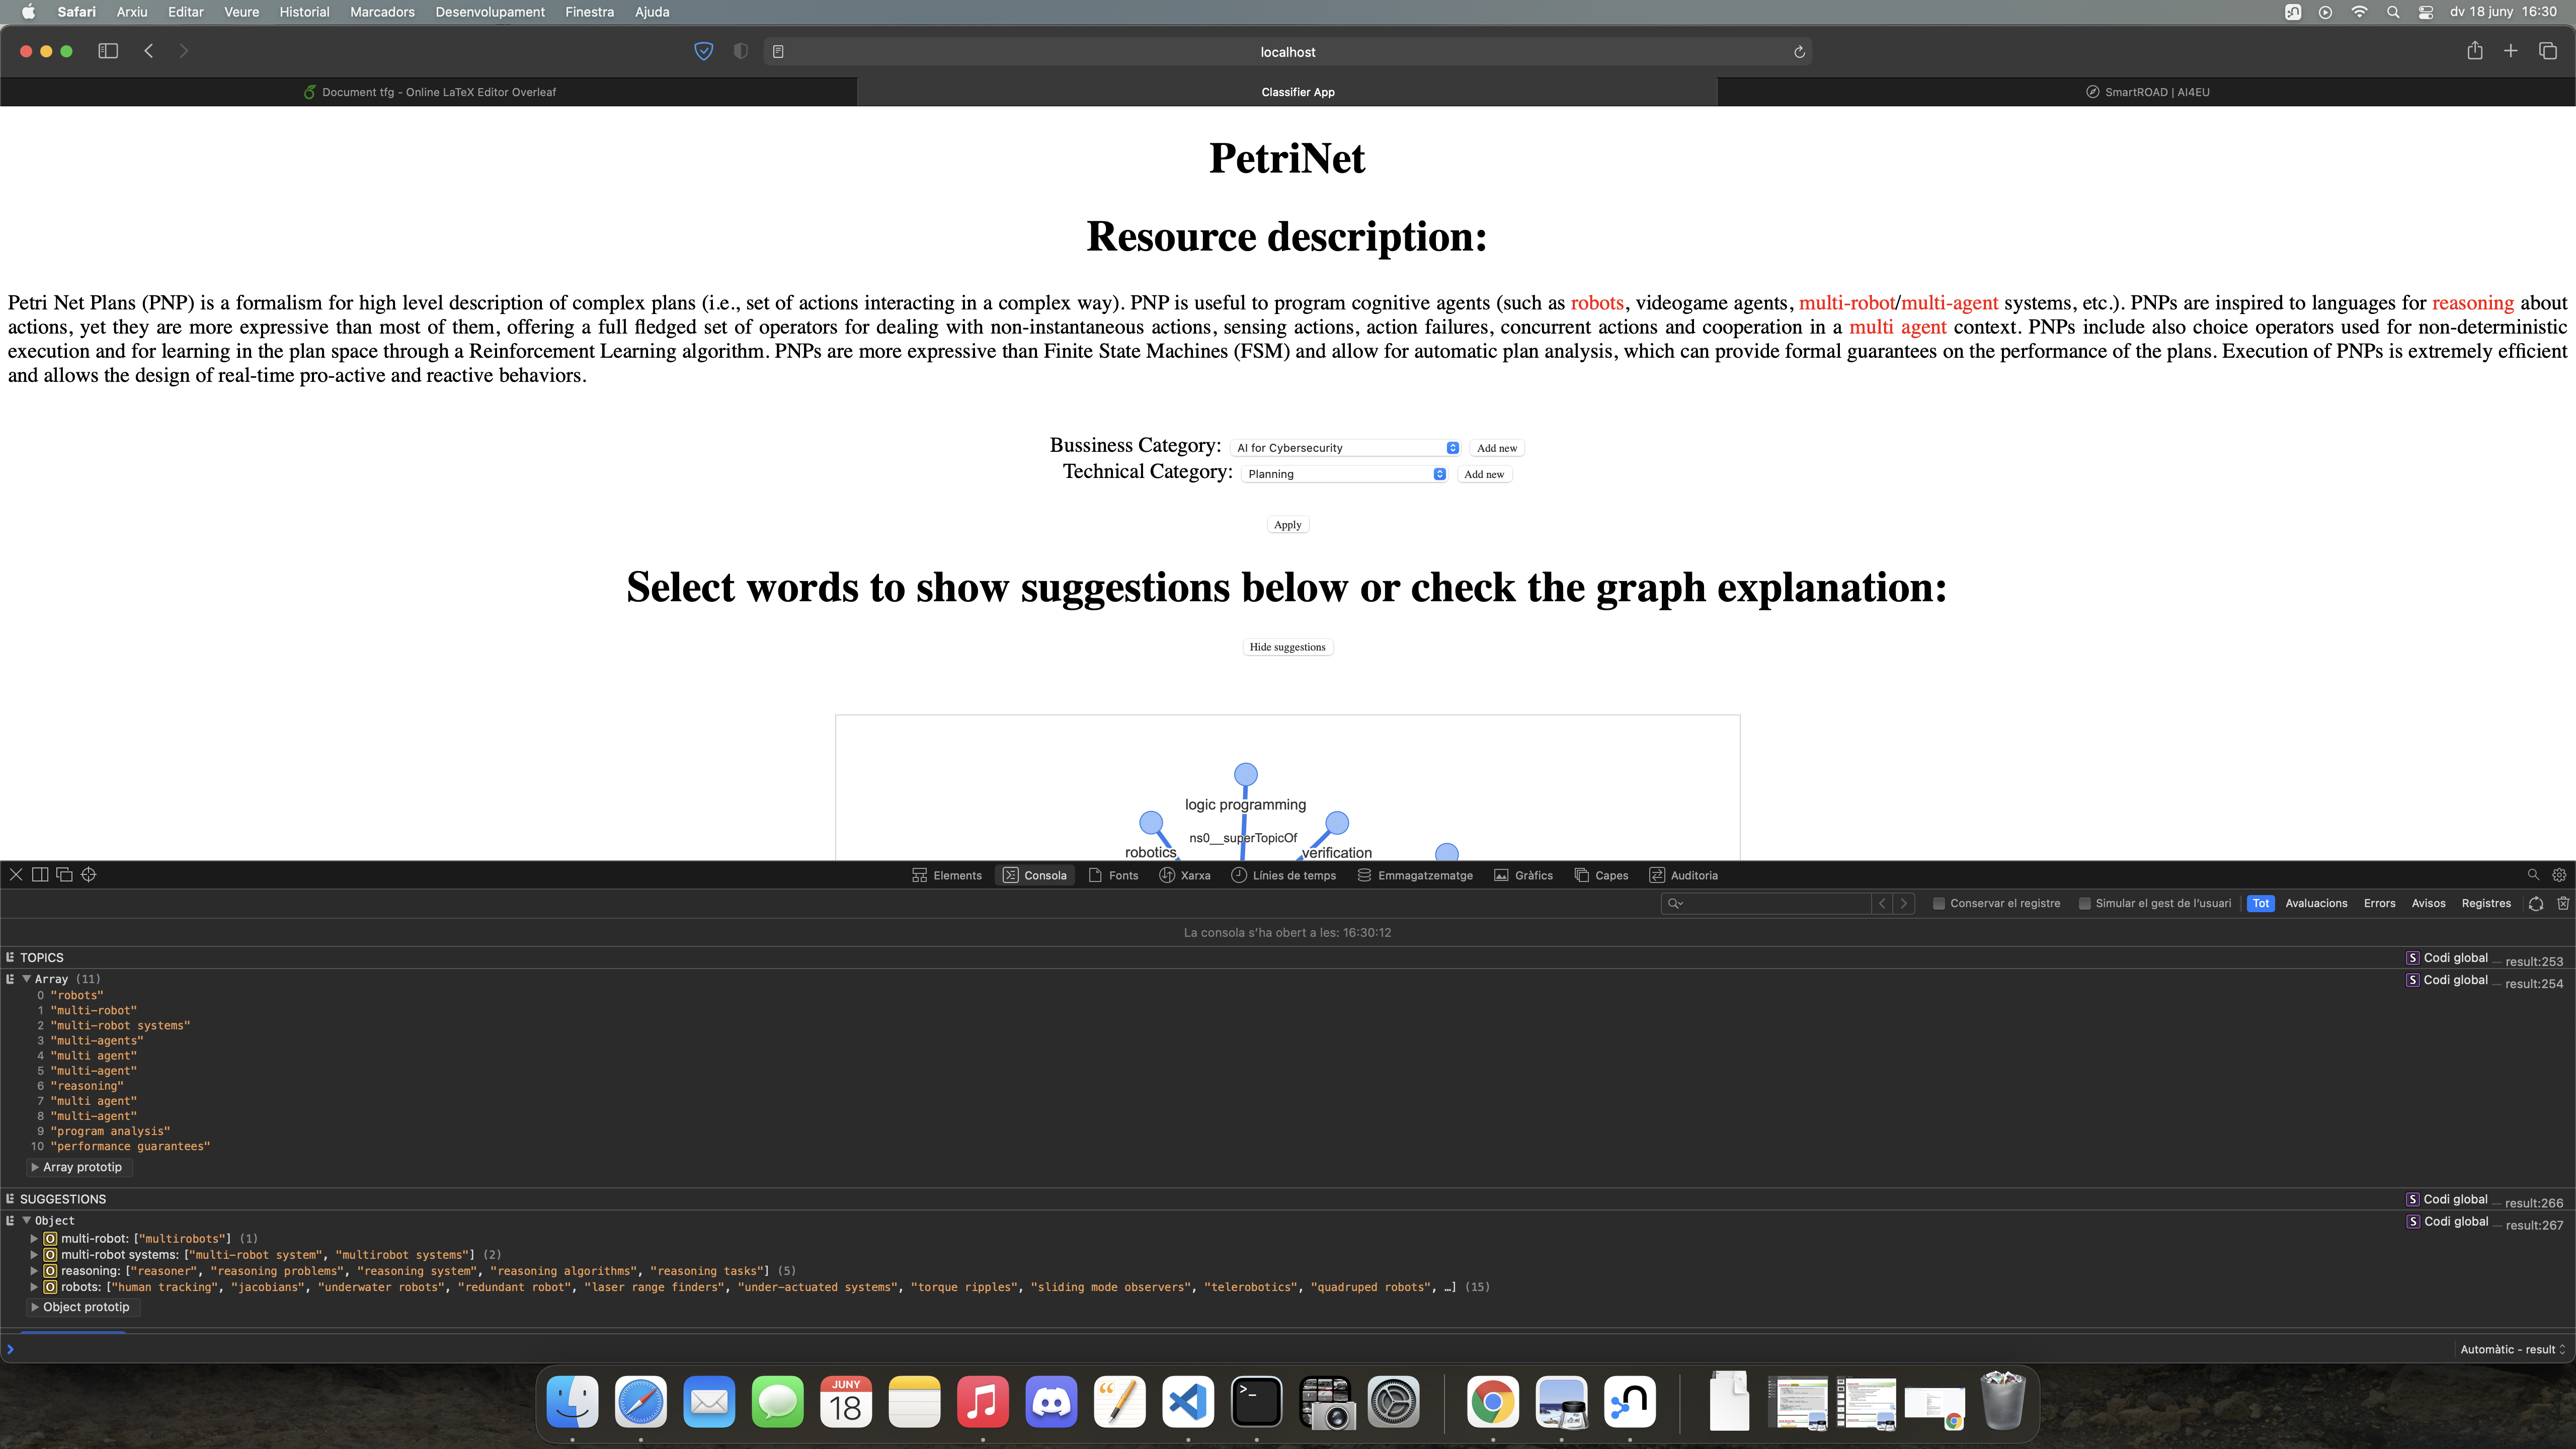 Safari Arxiu Editar Veure Historial Marcadors Desenvolupament Finestra Ajuda dv 18 juny 16:30
localhost
Document tfg - Online LaTeX Editor Overleaf Classifier App SmartROAD | AI4EU
PetriNet
Resource description:
Petri Net Plans (PNP) is a formalism for high level description of complex plans (i.e., set of actions interacting in a complex way). PNP is useful to program cognitive agents (such as robots, videogame agents, multi-robot/multi-agent systems, etc.). PNPs are inspired to languages for reasoning about
actions, yet they are more expressive than most of them, offering a full fledged set of operators for dealing with non-instantaneous actions, sensing actions, action failures, concurrent actions and cooperation in a multi agent context. PNPs include also choice operators used for non-deterministic
execution and for learning in the plan space through a Reinforcement Learning algorithm. PNPs are more expressive than Finite State Machines (FSM) and allow for automatic plan analysis, which can provide formal guarantees on the performance of the plans. Execution of PNPs is extremely efficient
and allows the design of real-time pro-active and reactive behaviors.
Bussiness Category: AI for Cybersecurity Add new
Technical Category: Planning Add new
Apply
Select words to show suggestions below or check the graph explanation:
Hide suggestions
logic programming
ns0__superTopicOf
robotics verification
Elements Consola Fonts Xarxa Línies de temps Emmagatzematge Gràfics Capes Auditoria
Conservar el registre Simular el gest de l'usuari Tot Avaluacions Errors Avisos Registres
La consola s'ha obert a les: 16:30:12
TOPICS S Codi global — result:253
Array (11) S Codi global — result:254
0 "robots"
1 "multi-robot"
2 "multi-robot systems"
3 "multi-agents"
4 "multi agent"
5 "multi-agent"
6 "reasoning"
7 "multi agent"
8 "multi-agent"
9 "program analysis"
10 "performance guarantees"
Array prototip
SUGGESTIONS S Codi global — result:266
Object S Codi global — result:267
O multi-robot: ["multirobots"] (1)
O multi-robot systems: ["multi-robot system", "multirobot systems"] (2)
O reasoning: ["reasoner", "reasoning problems", "reasoning system", "reasoning algorithms", "reasoning tasks"] (5)
O robots: ["human tracking", "jacobians", "underwater robots", "redundant robot", "laser range finders", "under-actuated systems", "torque ripples", "sliding mode observers", "telerobotics", "quadruped robots", …] (15)
Object prototip
Automàtic - result
JUNY
18